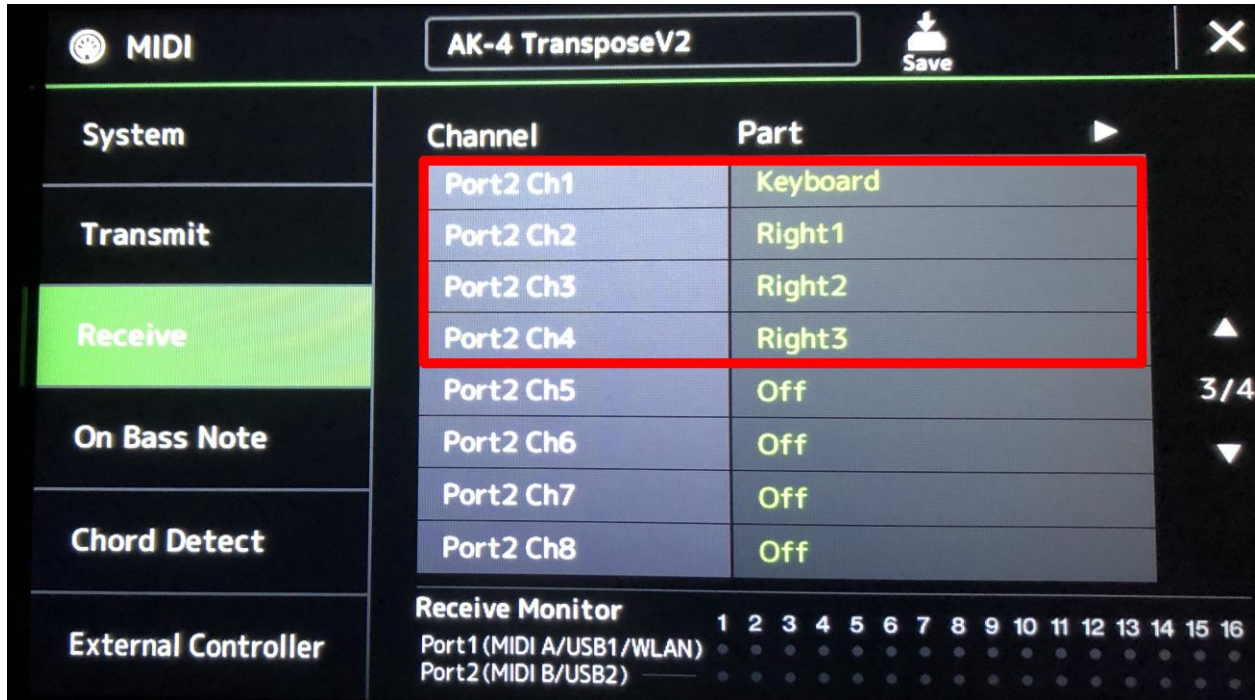 MIDI
AK-4 TransposeV2
Save
System
Transmit
Receive
On Bass Note
Chord Detect
External Controller
Channel Part
Port2 Ch1 Keyboard
Port2 Ch2 Right1
Port2 Ch3 Right2
Port2 Ch4 Right3
Port2 Ch5 Off
Port2 Ch6 Off
Port2 Ch7 Off
Port2 Ch8 Off
3/4
Receive Monitor
1 2 3 4 5 6 7 8 9 10 11 12 13 14 15 16
Port1(MIDI A/USB1/WLAN)
Port2(MIDI B/USB2)